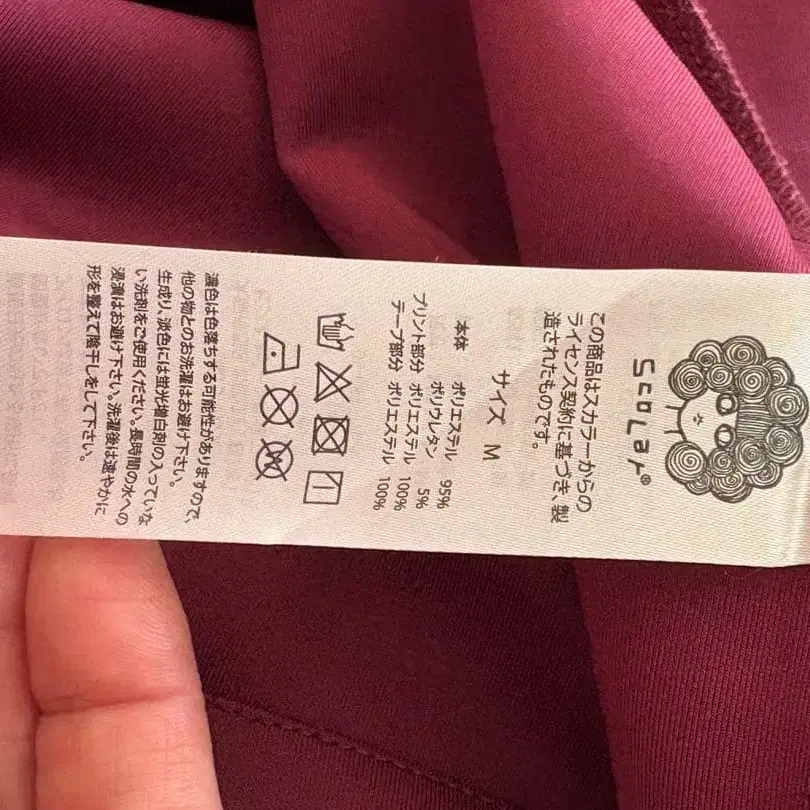 ScoLar®
この商品はスカラーからの
ライセンス契約に基づき、製
造されたものです。
サイズ M
本体 ポリエステル 95%
ポリウレタン 5%
プリント部分 ポリエステル 100%
テープ部分 ポリエステル 100%
濃色は色落ちする可能性がありますので、
他の物とのお洗濯はお避け下さい。
生成り、淡色には蛍光増白剤の入っていな
い洗剤をご使用ください。長時間の水への
浸漬はお避け下さい。洗濯後は速やかに
形を整えて陰干しをして下さい。